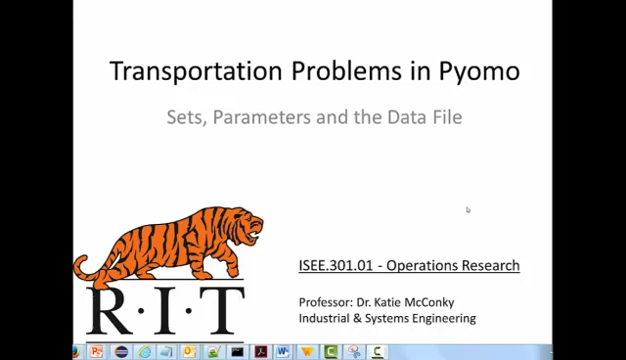 Transportation Problems in Pyomo
Sets, Parameters and the Data File
ISEE.301.01 - Operations Research
Professor: Dr. Katie McConky
Industrial & Systems Engineering
R·I·T